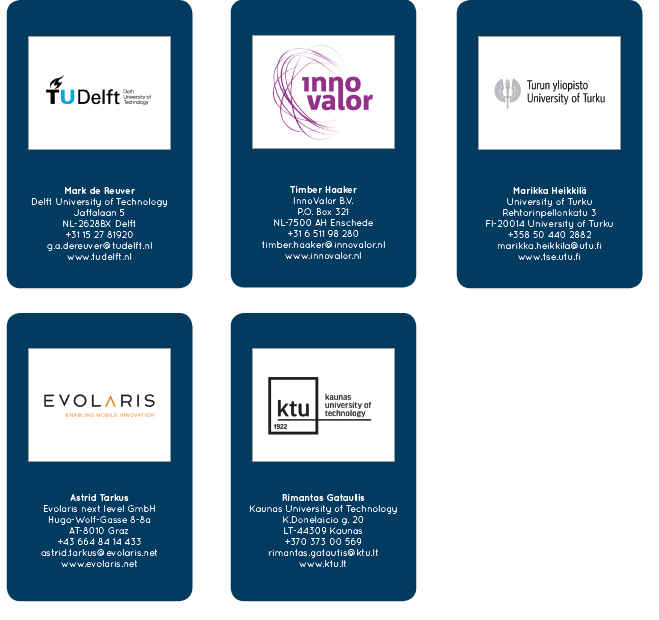 TUDelft
Delft
University of
Technology
Mark de Reuver
Delft University of Technology
Jaffalaan 5
NL-2628BX Delft
+31 15 27 81920
g.a.dereuver@tudelft.nl
www.tudelft.nl
inno
valor
Timber Haaker
InnoValor B.V.
P.O. Box 321
NL-7500 AH Enschede
+31 6 511 98 280
timber.haaker@innovalor.nl
www.innovalor.nl
Turun yliopisto
University of Turku
Marikka Heikkilä
University of Turku
Rehtorinpellonkatu 3
FI-20014 University of Turku
+358 50 440 2882
marikka.heikkila@utu.fi
www.tse.utu.fi
EVOLARIS
ENABLING MOBILE INNOVATION
Astrid Tarkus
Evolaris next level GmbH
Hugo-Wolf-Gasse 8-8a
AT-8010 Graz
+43 664 84 14 433
astrid.tarkus@evolaris.net
www.evolaris.net
ktu
1922
kaunas
university of
technology
Rimantas Gatautis
Kaunas University of Technology
K.Donelaicio g. 20
LT-44309 Kaunas
+370 373 00 569
rimantas.gatautis@ktu.lt
www.ktu.lt